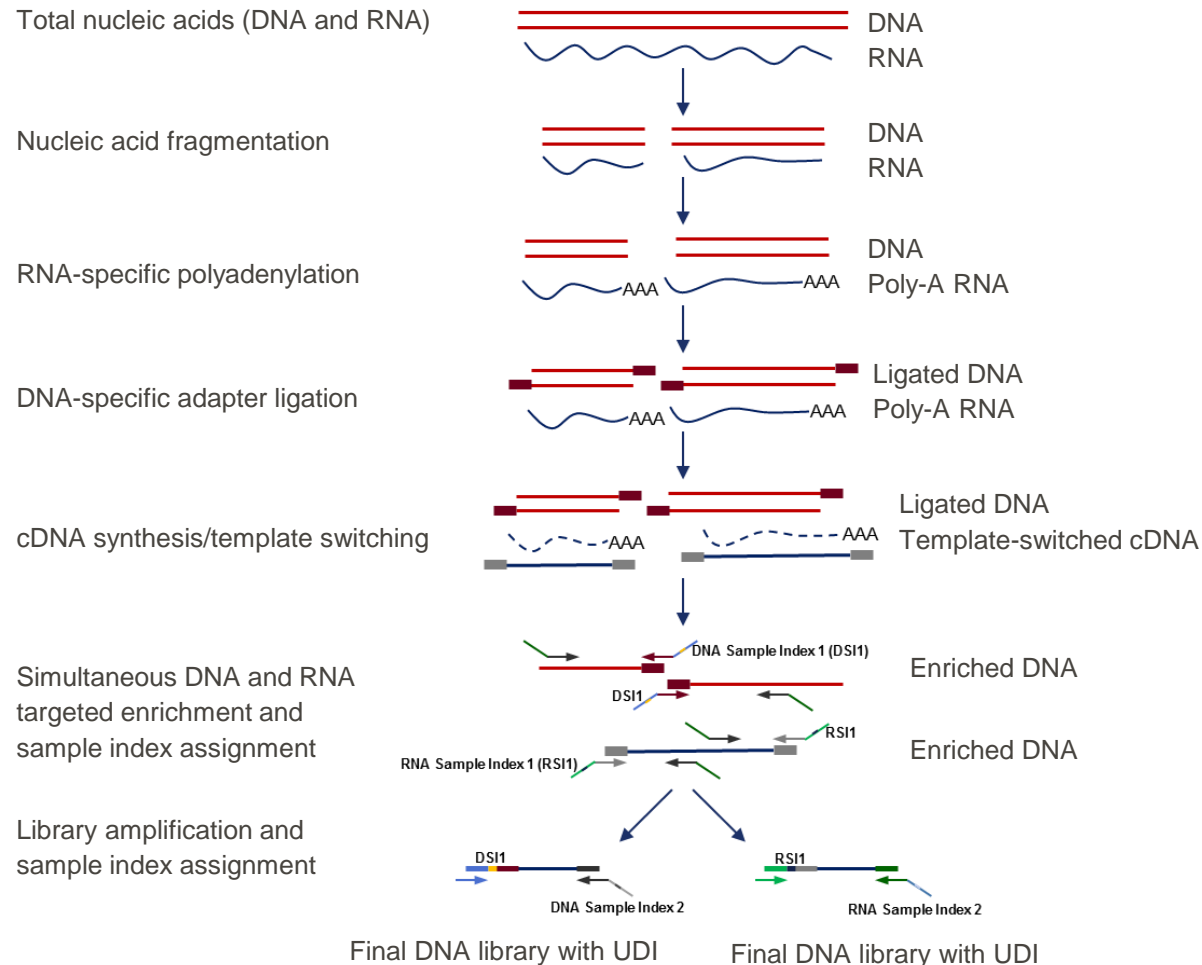 Total nucleic acids (DNA and RNA)
DNA
RNA
Nucleic acid fragmentation
DNA
RNA
RNA-specific polyadenylation
DNA
AAA
AAA
Poly-A RNA
DNA-specific adapter ligation
Ligated DNA
AAA
AAA
Poly-A RNA
cDNA synthesis/template switching
Ligated DNA
AAA
AAA
Template-switched cDNA
Simultaneous DNA and RNA
targeted enrichment and
sample index assignment
DNA Sample Index 1 (DSI1)
Enriched DNA
DSI1
RSI1
Enriched DNA
RNA Sample Index 1 (RSI1)
Library amplification and
sample index assignment
DSI1
RSI1
DNA Sample Index 2
RNA Sample Index 2
Final DNA library with UDI
Final DNA library with UDI